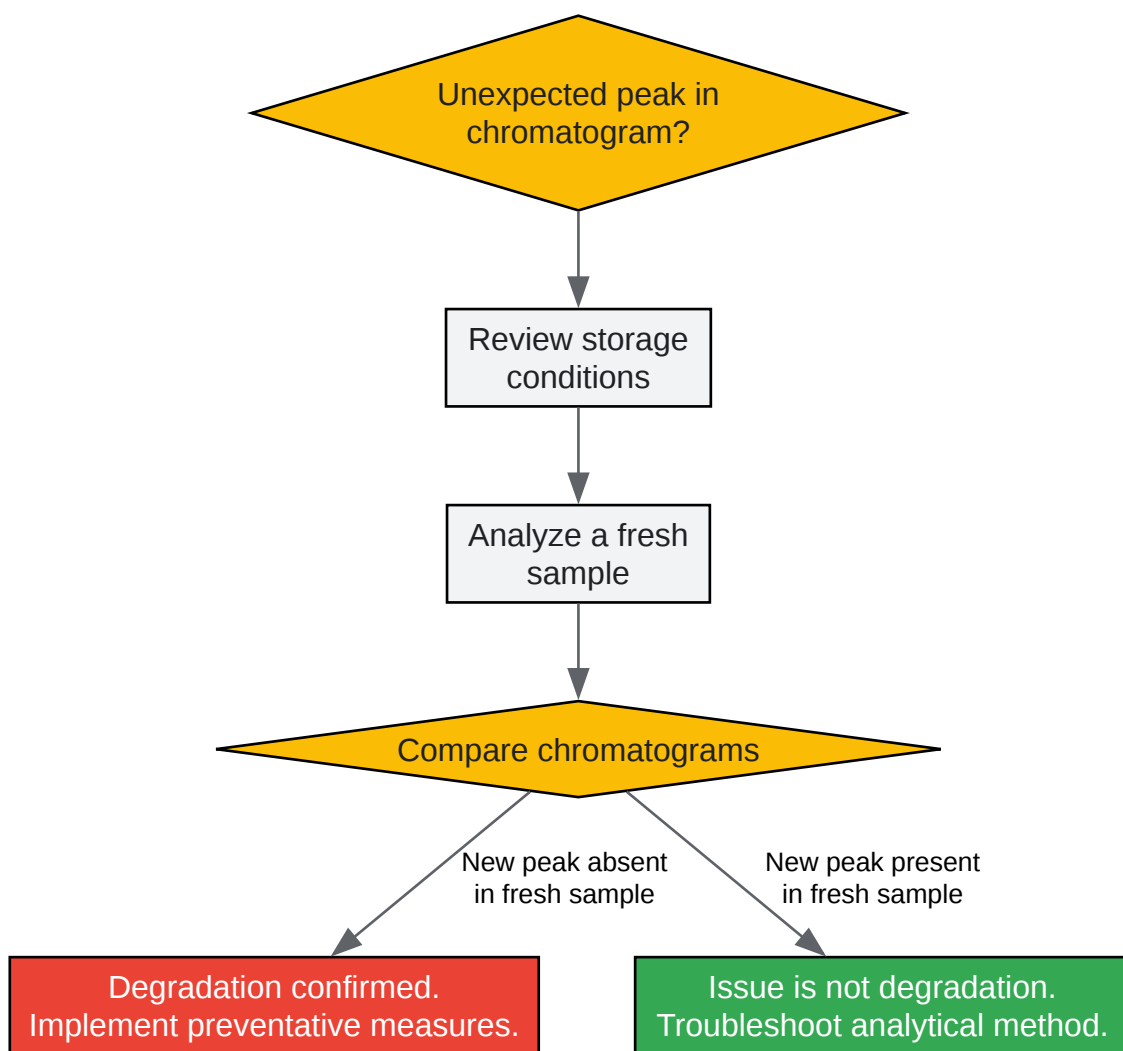 Unexpected peak in
chromatogram?
Review storage
conditions
Analyze a fresh
sample
Compare chromatograms
New peak absent
in fresh sample
New peak present
in fresh sample
Degradation confirmed.
Implement preventative measures.
Issue is not degradation.
Troubleshoot analytical method.